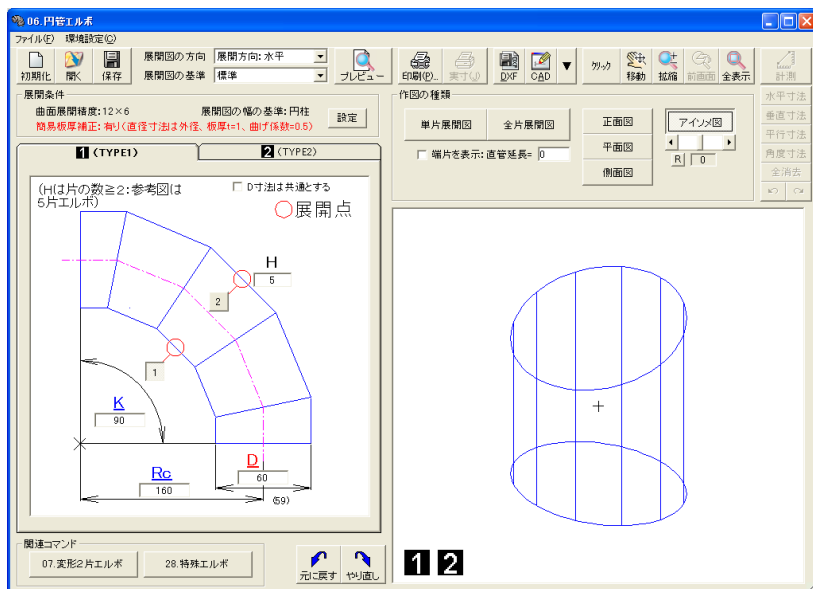 06.円管エルボ
ファイル(F) 環境設定(C)
初期化
開く
保存
展開図の方向 展開方向:水平
展開図の基準 標準
プレビュー
印刷(P)..
実寸(J)
DXF
CAD
クリック
移動
拡縮
前画面
全表示
計測
展開条件
曲面展開精度:12×6 展開図の幅の基準:円柱
簡易板厚補正:有り(直径寸法は外径、板厚t=1、曲げ係数=0.5)
設定
作図の種類
単片展開図
全片展開図
端片を表示:直管延長= 0
正面図
平面図
側面図
アイソメ図
R 0
水平寸法
垂直寸法
平行寸法
角度寸法
全消去
1 (TYPE1)
2 (TYPE2)
(Hは片の数≧2:参考図は
5片エルボ)
D寸法は共通とする
○展開点
H
5
2
1
K
90
Rc
160
D
60
(59)
関連コマンド
07.変形2片エルボ
28.特殊エルボ
元に戻す
やり直し
1 2